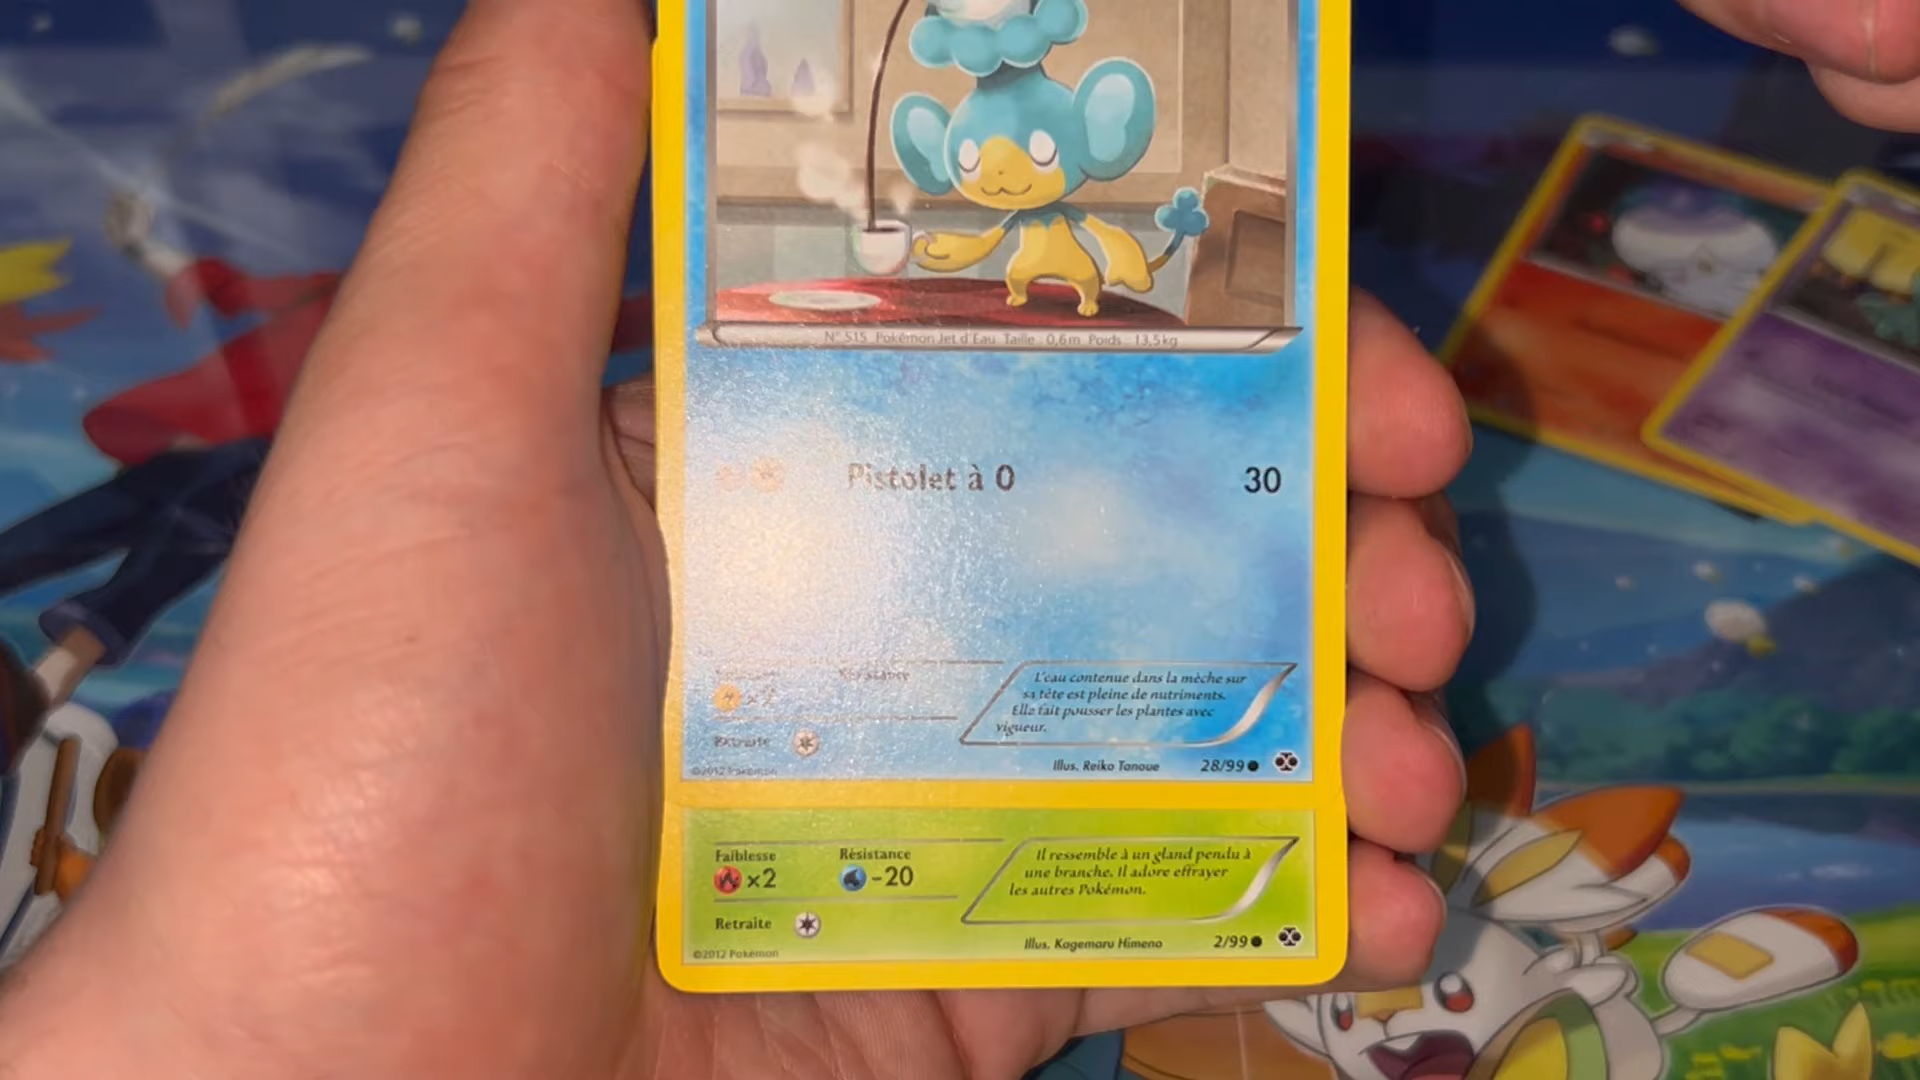 N° 515 Pokémon Jet d'Eau Taille : 0,6m Poids : 13,5kg
Pistolet à O 30
Résistance
x2
L'eau contenue dans la mèche sur
sa tête est pleine de nutriments.
Elle fait pousser les plantes avec
vigueur.
Retraite
©2012 Pokémon
Illus. Reiko Tanoue 28/99
Faiblesse Résistance
x2 -20
Il ressemble à un gland pendu à
une branche. Il adore effrayer
les autres Pokémon.
Retraite
©2012 Pokémon
Illus. Kagemaru Himeno 2/99